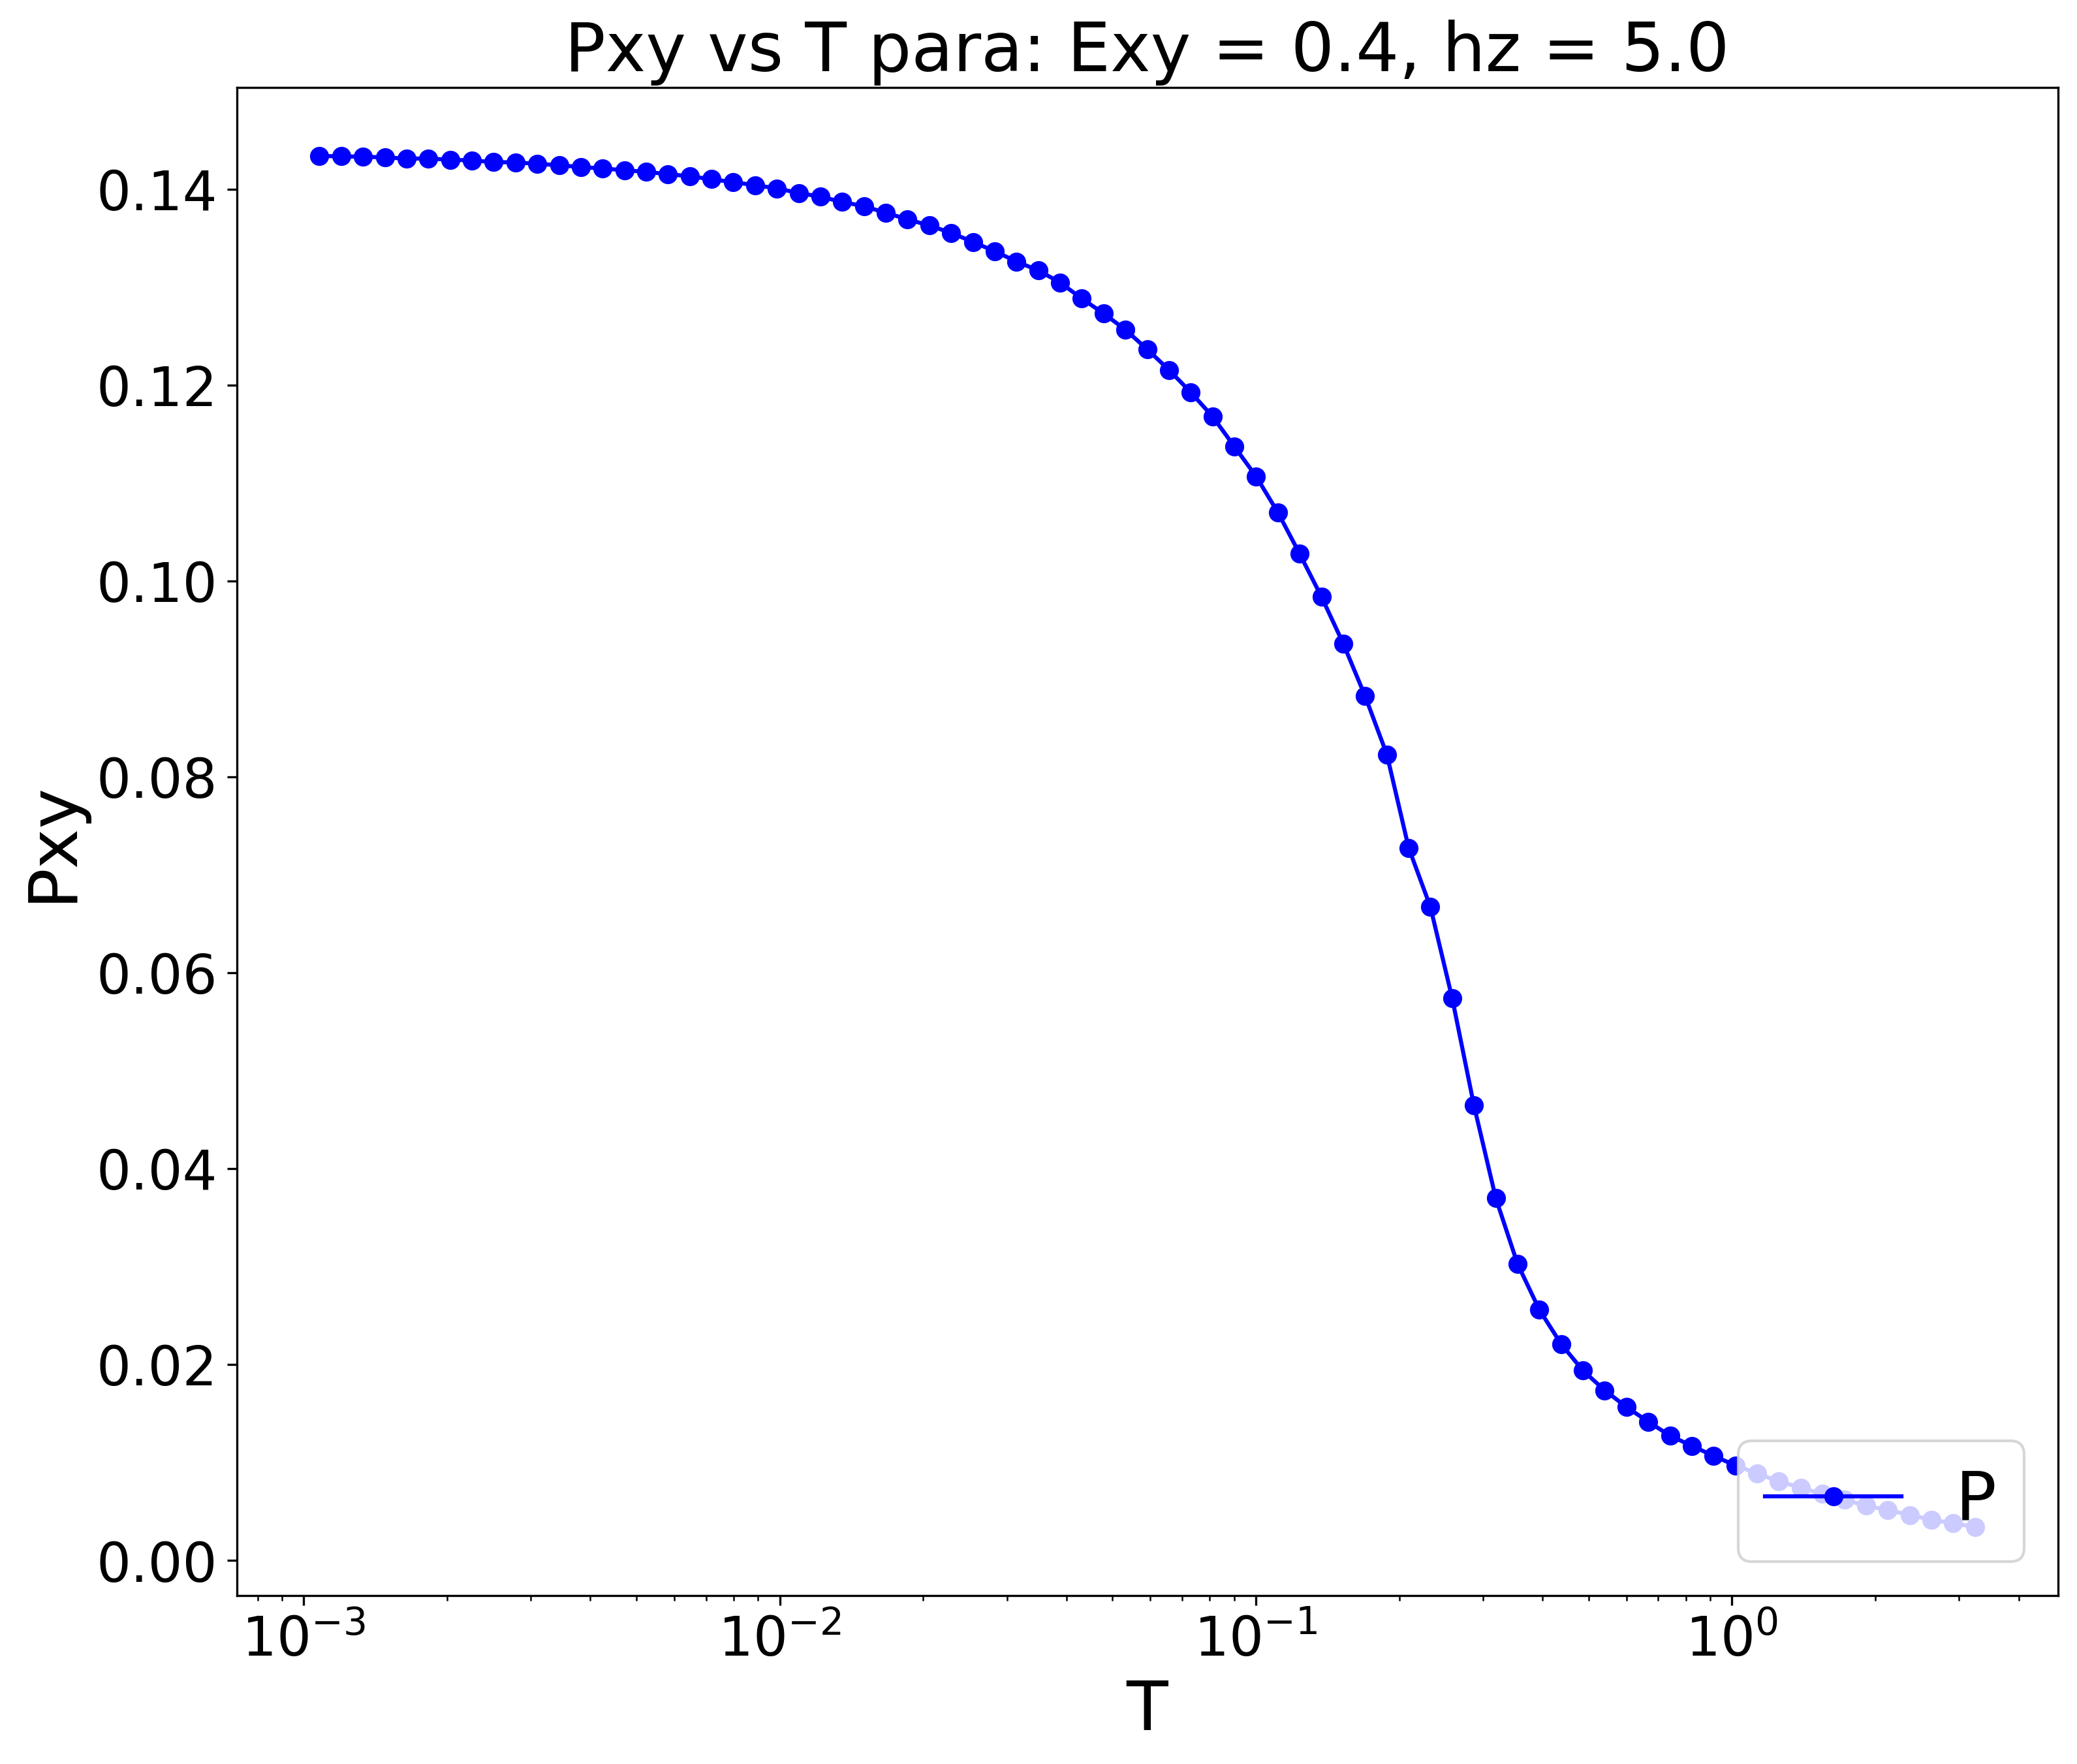 Pxy vs T para: Exy = 0.4, hz = 5.0
0.14
0.12
0.10
0.08
0.06
0.04
0.02
0.00
Pxy
P
10⁻³ 10⁻² 10⁻¹ 10⁰
T